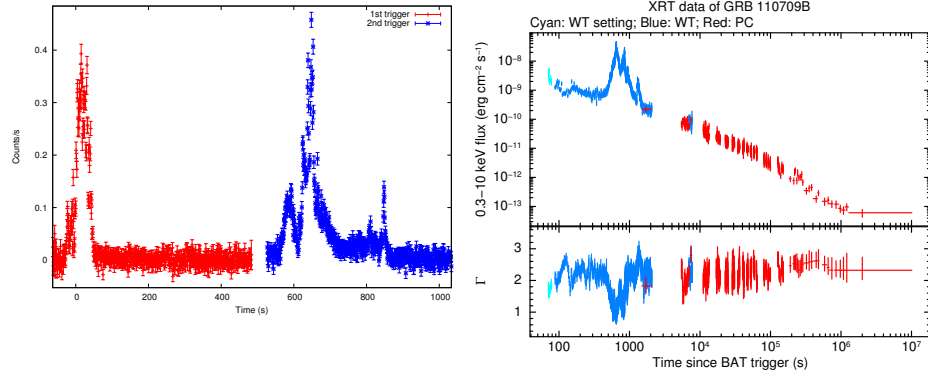 1st trigger
2nd trigger
Counts/s
0.4
0.3
0.2
0.1
0
0 200 400 600 800 1000
Time (s)
XRT data of GRB 110709B
Cyan: WT setting; Blue: WT; Red: PC
0.3−10 keV flux (erg cm⁻² s⁻¹)
10⁻⁸
10⁻⁹
10⁻¹⁰
10⁻¹¹
10⁻¹²
10⁻¹³
Γ
3
2
1
100 1000 10⁴ 10⁵ 10⁶ 10⁷
Time since BAT trigger (s)